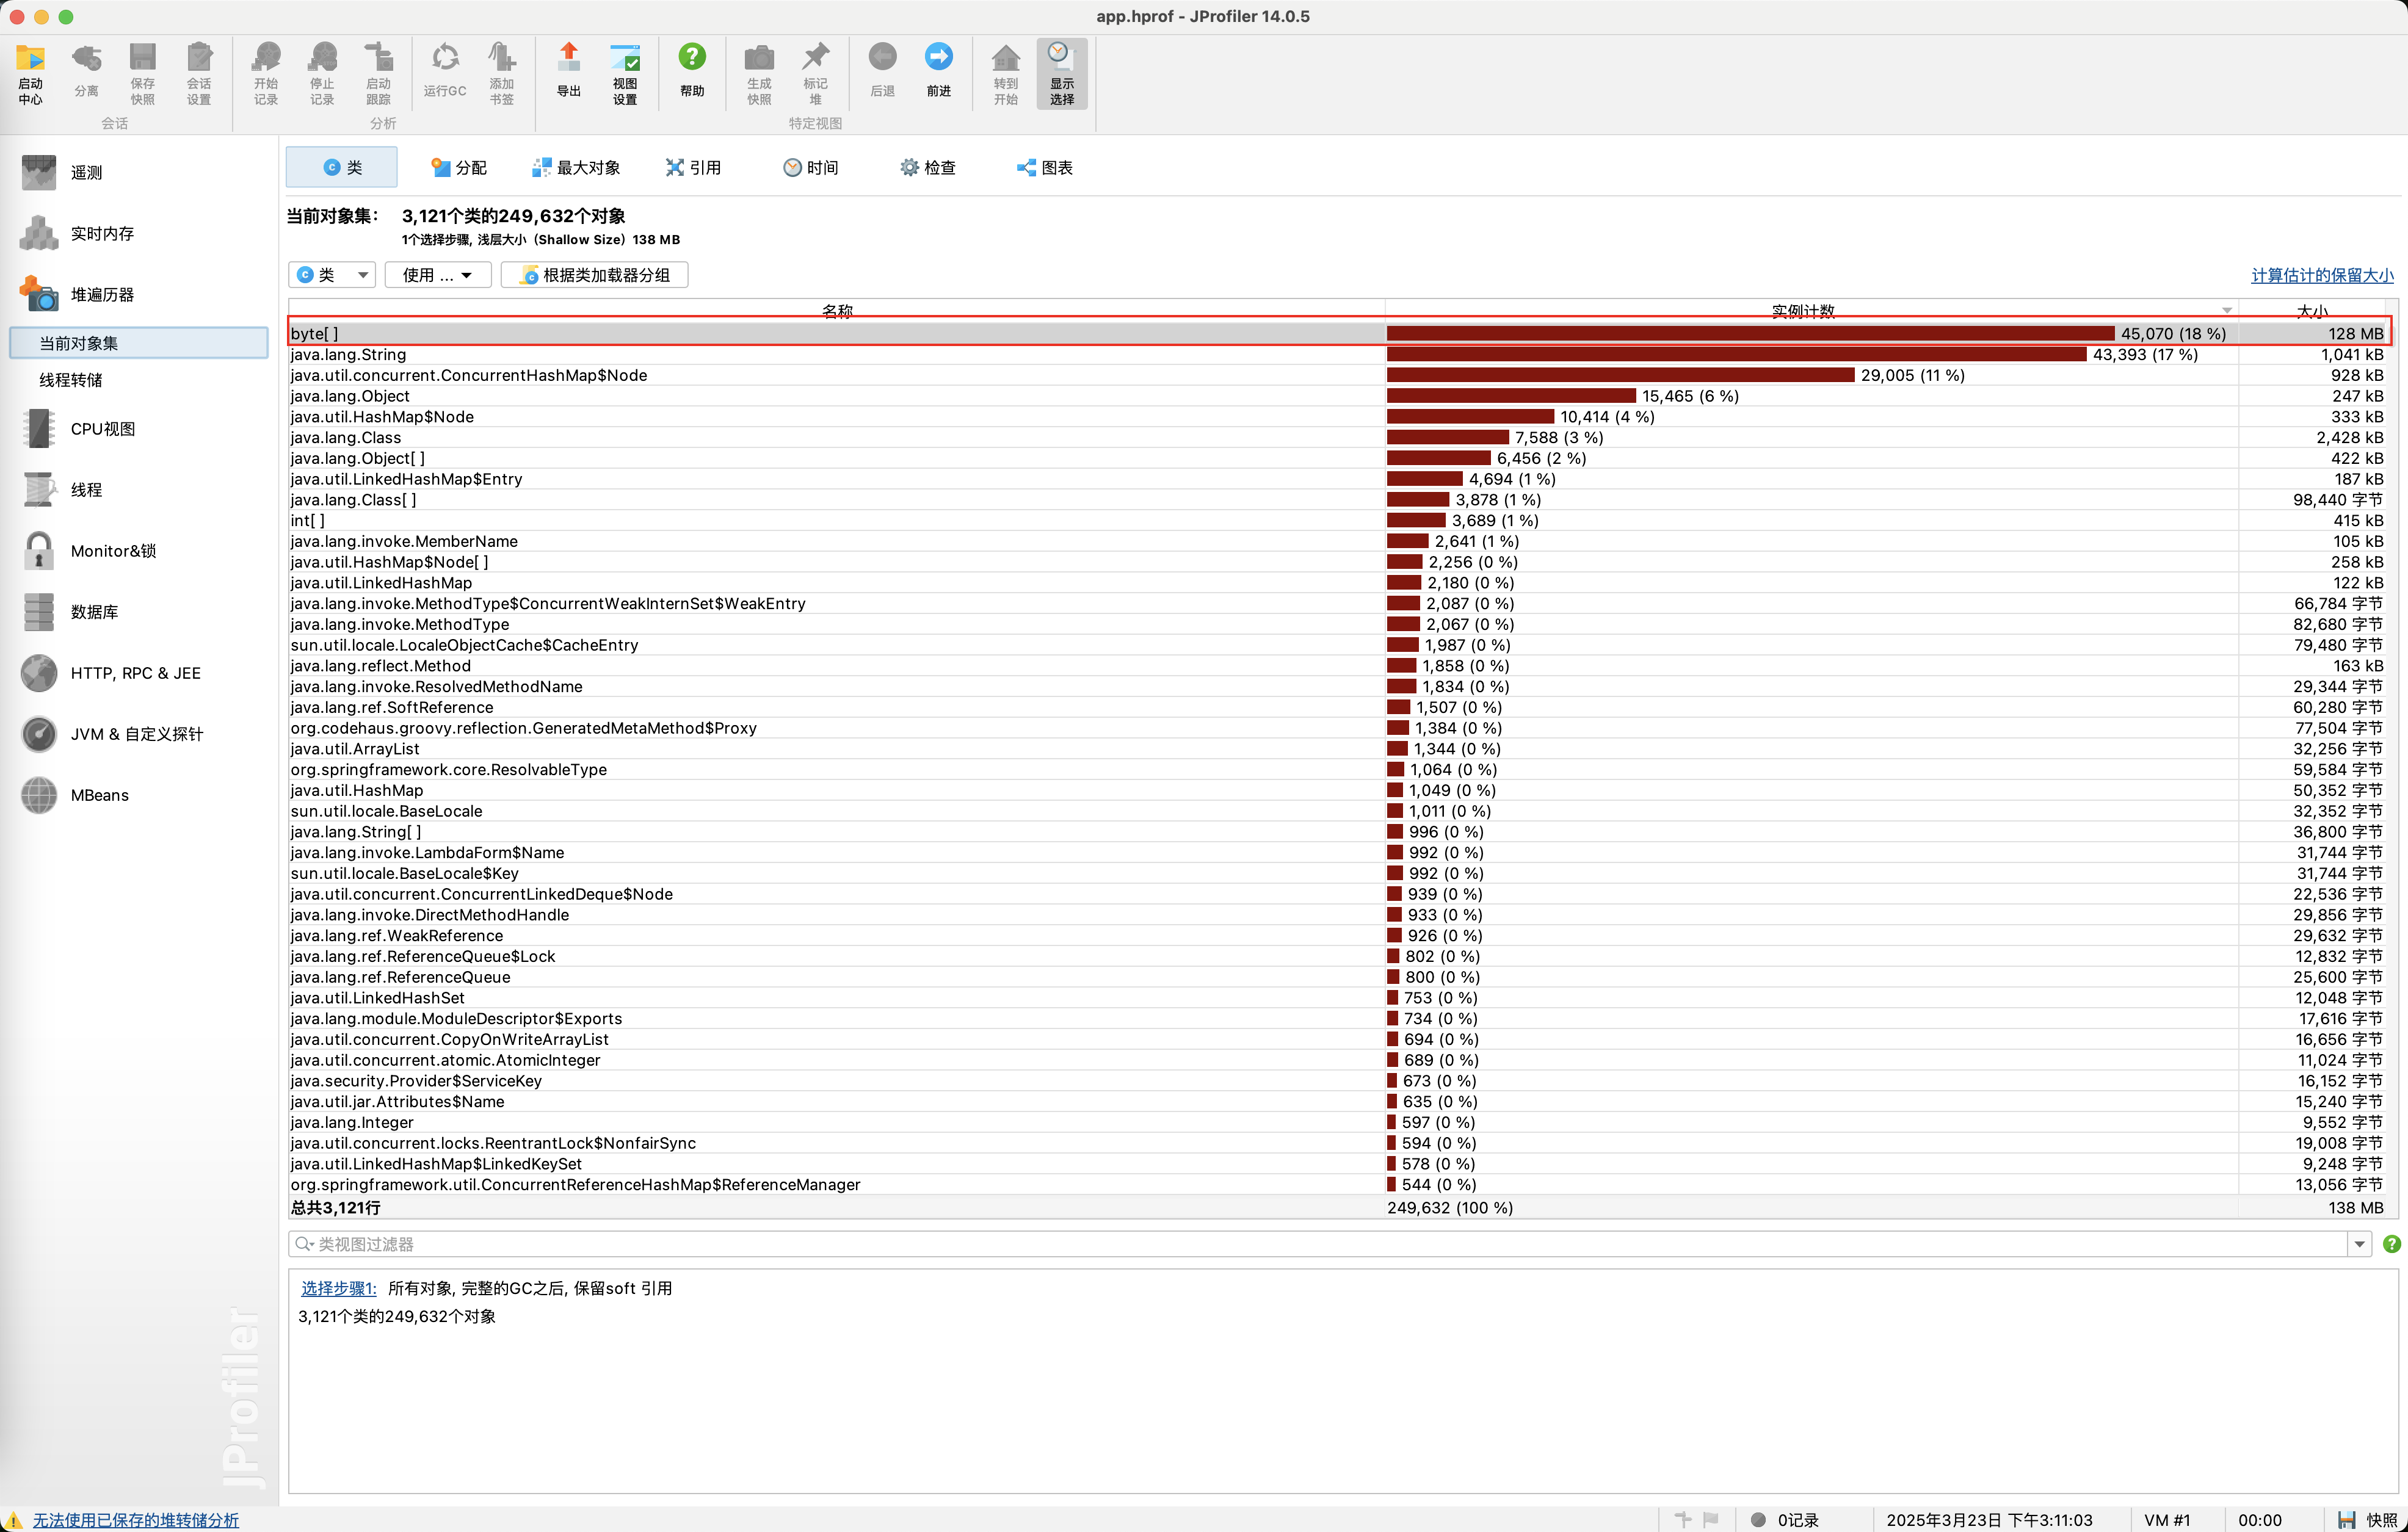 app.hprof - JProfiler 14.0.5
启动中心
分离
保存快照
会话设置
开始记录
停止记录
启动跟踪
运行GC
添加书签
导出
视图设置
帮助
生成快照
标记堆
后退
前进
转到开始
显示选择
会话
分析
特定视图
遥测
实时内存
堆遍历器
当前对象集
线程转储
CPU视图
线程
Monitor&锁
数据库
HTTP, RPC & JEE
JVM & 自定义探针
MBeans
JProfiler
类 分配 最大对象 引用 时间 检查 图表
当前对象集: 3,121个类的249,632个对象
1个选择步骤, 浅层大小（Shallow Size）138 MB
类 使用 ... 根据类加载器分组 计算估计的保留大小
名称 实例计数 大小
byte[ ] 45,070 (18 %) 128 MB
java.lang.String 43,393 (17 %) 1,041 kB
java.util.concurrent.ConcurrentHashMap$Node 29,005 (11 %) 928 kB
java.lang.Object 15,465 (6 %) 247 kB
java.util.HashMap$Node 10,414 (4 %) 333 kB
java.lang.Class 7,588 (3 %) 2,428 kB
java.lang.Object[ ] 6,456 (2 %) 422 kB
java.util.LinkedHashMap$Entry 4,694 (1 %) 187 kB
java.lang.Class[ ] 3,878 (1 %) 98,440 字节
int[ ] 3,689 (1 %) 415 kB
java.lang.invoke.MemberName 2,641 (1 %) 105 kB
java.util.HashMap$Node[ ] 2,256 (0 %) 258 kB
java.util.LinkedHashMap 2,180 (0 %) 122 kB
java.lang.invoke.MethodType$ConcurrentWeakInternSet$WeakEntry 2,087 (0 %) 66,784 字节
java.lang.invoke.MethodType 2,067 (0 %) 82,680 字节
sun.util.locale.LocaleObjectCache$CacheEntry 1,987 (0 %) 79,480 字节
java.lang.reflect.Method 1,858 (0 %) 163 kB
java.lang.invoke.ResolvedMethodName 1,834 (0 %) 29,344 字节
java.lang.ref.SoftReference 1,507 (0 %) 60,280 字节
org.codehaus.groovy.reflection.GeneratedMetaMethod$Proxy 1,384 (0 %) 77,504 字节
java.util.ArrayList 1,344 (0 %) 32,256 字节
org.springframework.core.ResolvableType 1,064 (0 %) 59,584 字节
java.util.HashMap 1,049 (0 %) 50,352 字节
sun.util.locale.BaseLocale 1,011 (0 %) 32,352 字节
java.lang.String[ ] 996 (0 %) 36,800 字节
java.lang.invoke.LambdaForm$Name 992 (0 %) 31,744 字节
sun.util.locale.BaseLocale$Key 992 (0 %) 31,744 字节
java.util.concurrent.ConcurrentLinkedDeque$Node 939 (0 %) 22,536 字节
java.lang.invoke.DirectMethodHandle 933 (0 %) 29,856 字节
java.lang.ref.WeakReference 926 (0 %) 29,632 字节
java.lang.ref.ReferenceQueue$Lock 802 (0 %) 12,832 字节
java.lang.ref.ReferenceQueue 800 (0 %) 25,600 字节
java.util.LinkedHashSet 753 (0 %) 12,048 字节
java.lang.module.ModuleDescriptor$Exports 734 (0 %) 17,616 字节
java.util.concurrent.CopyOnWriteArrayList 694 (0 %) 16,656 字节
java.util.concurrent.atomic.AtomicInteger 689 (0 %) 11,024 字节
java.security.Provider$ServiceKey 673 (0 %) 16,152 字节
java.util.jar.Attributes$Name 635 (0 %) 15,240 字节
java.lang.Integer 597 (0 %) 9,552 字节
java.util.concurrent.locks.ReentrantLock$NonfairSync 594 (0 %) 19,008 字节
java.util.LinkedHashMap$LinkedKeySet 578 (0 %) 9,248 字节
org.springframework.util.ConcurrentReferenceHashMap$ReferenceManager 544 (0 %) 13,056 字节
总共3,121行 249,632 (100 %) 138 MB
类视图过滤器
选择步骤1: 所有对象, 完整的GC之后, 保留soft 引用
3,121个类的249,632个对象
无法使用已保存的堆转储分析 0记录 2025年3月23日 下午3:11:03 VM #1 00:00 快照